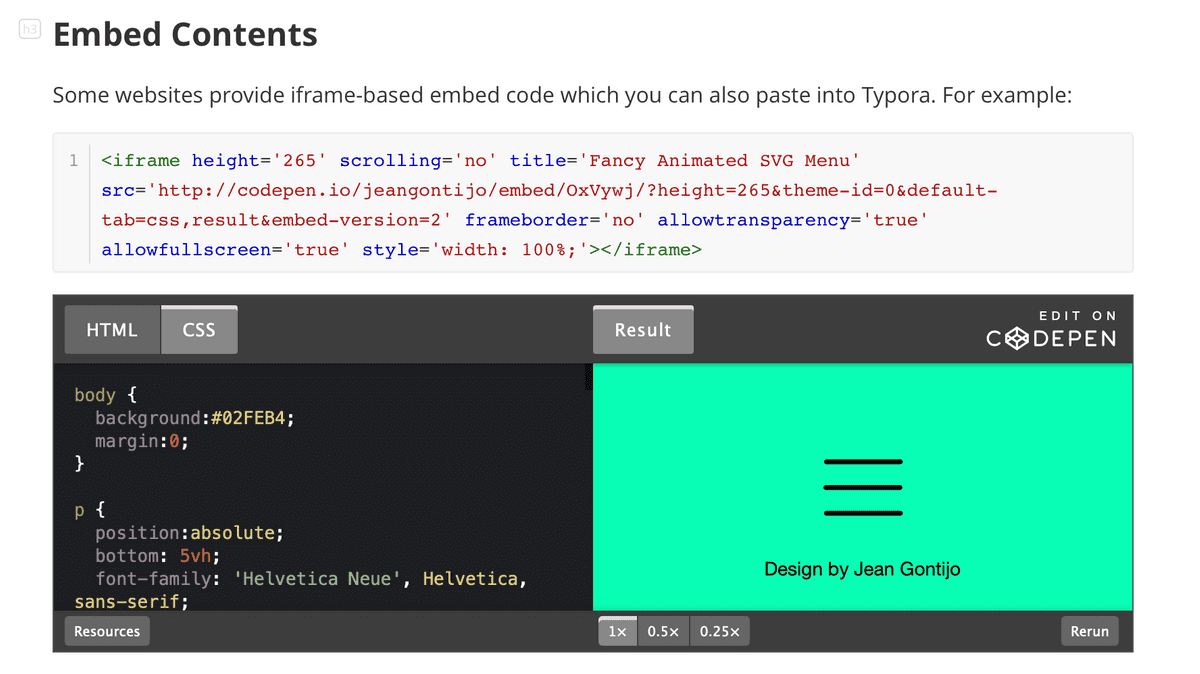 h3
Embed Contents
Some websites provide iframe-based embed code which you can also paste into Typora. For example:
1 <iframe height='265' scrolling='no' title='Fancy Animated SVG Menu'
src='http://codepen.io/jeangontijo/embed/OxVywj/?height=265&theme-id=0&default-
tab=css,result&embed-version=2' frameborder='no' allowtransparency='true'
allowfullscreen='true' style='width: 100%;'></iframe>
HTML CSS
Result
EDIT ON
CODEPEN
body {
  background:#02FEB4;
  margin:0;
}
p {
  position:absolute;
  bottom: 5vh;
  font-family: 'Helvetica Neue', Helvetica,
sans-serif;
Design by Jean Gontijo
Resources
1× 0.5× 0.25×
Rerun